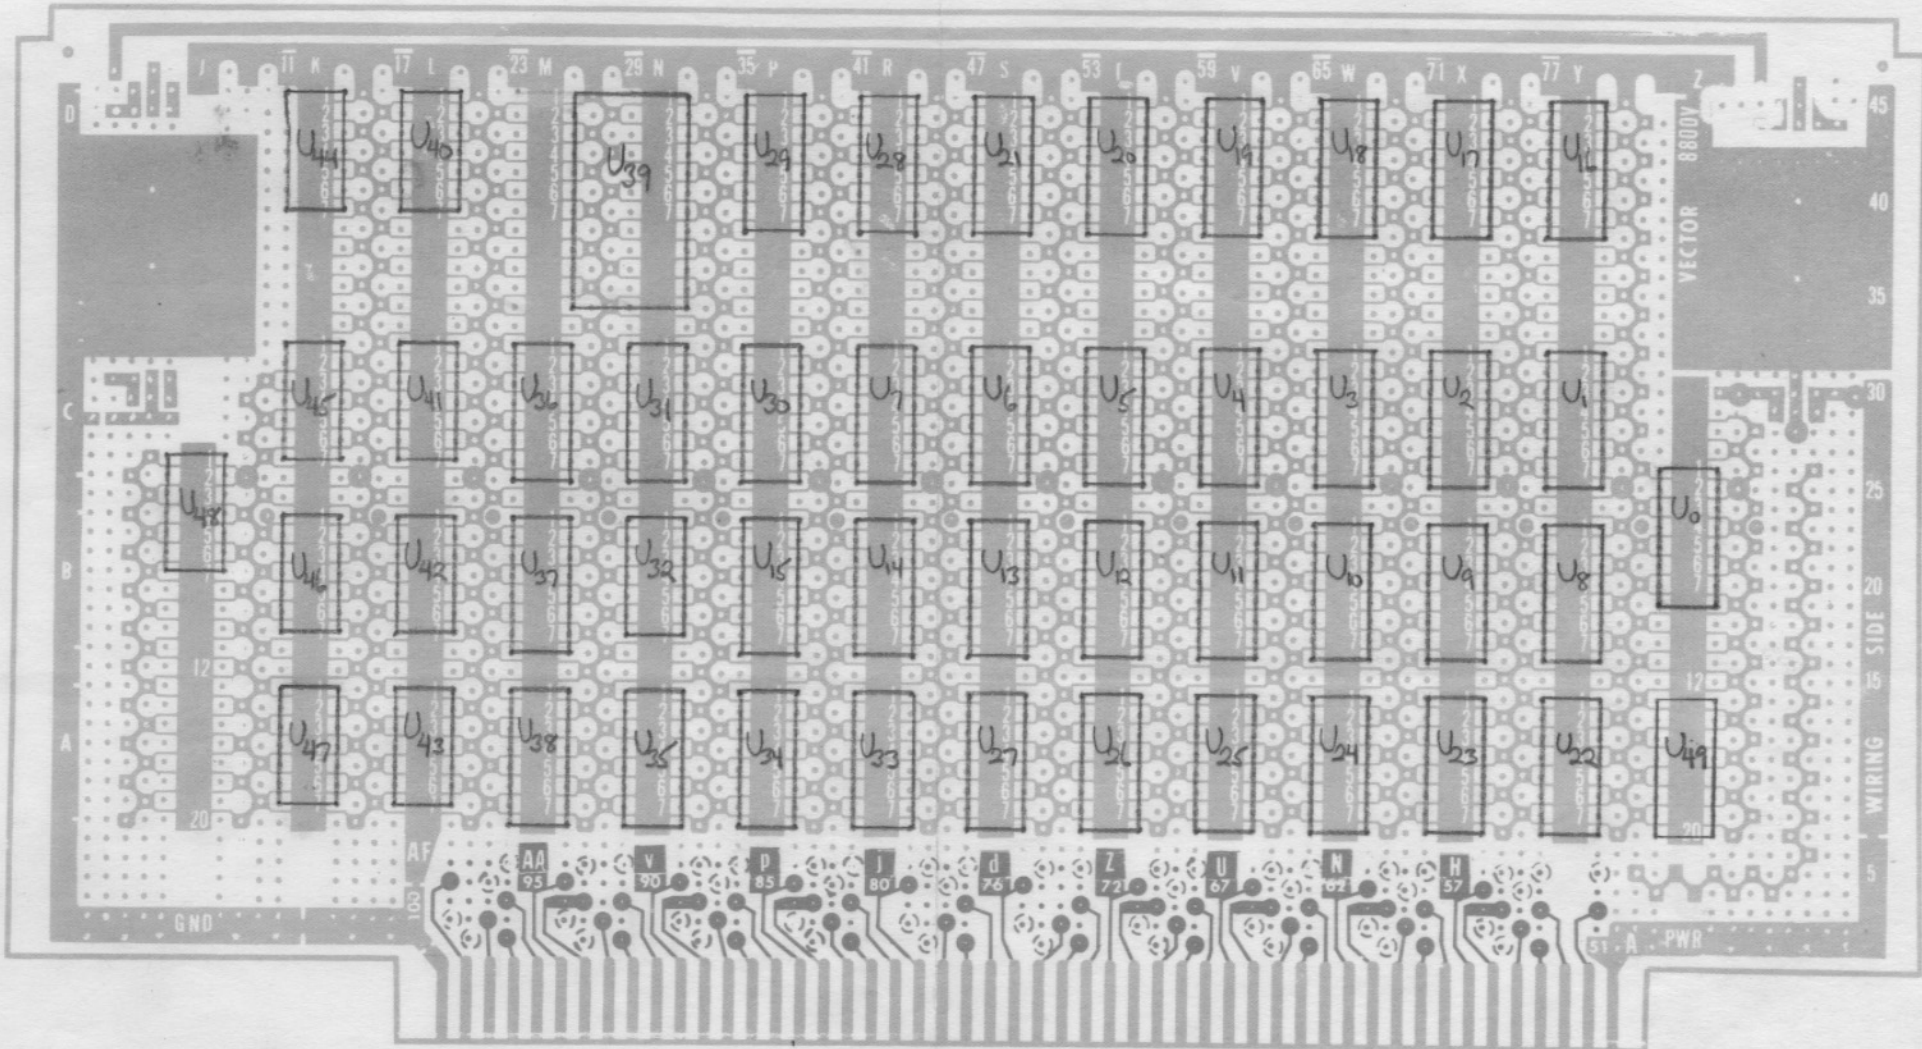 J 11 K 17 L 23 M 29 N 35 P 41 R 47 S 53 T 59 V 65 W 71 X 77 Y Z
D
45
U44 U40 U39 U29 U28 U21 U20 U19 U18 U17 U16
VECTOR 8800V
40
35
C
30
U45 U41 U36 U31 U30 U7 U6 U5 U4 U3 U2 U1
U48
U0
25
B
20
U46 U42 U37 U32 U15 U14 U13 U12 U11 U10 U9 U8
12
12
15
WIRING SIDE
A
U47 U43 U38 U35 U34 U33 U27 U26 U25 U24 U23 U22 U49
20
20
AF AA v p j d Z U N H
95 90 85 80 76 72 67 62 57
5
GND
51 A PWR